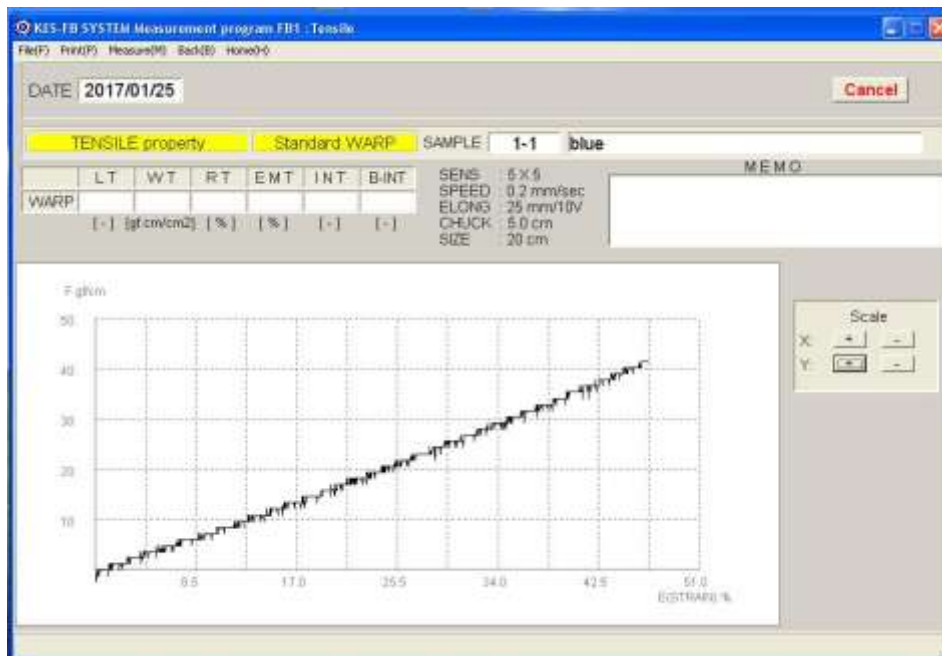 KES-FB SYSTEM Measurement program FB1 : Tensile
File(F) Print(P) Measure(M) Back(B) Home(H)
DATE 2017/01/25 Cancel
TENSILE property Standard WARP SAMPLE 1-1 blue
MEMO
LT WT RT EMT INT B-INT
WARP
[-] [gf cm/cm2] [%] [%] [-] [-]
SENS : 5 X 5
SPEED : 0.2 mm/sec
ELONG : 25 mm/10V
CHUCK : 5.0 cm
SIZE : 20 cm
F gf/cm
50
40
30
20
10
8.5 17.0 25.5 34.0 42.5 51.0
E(STRAIN) %
Scale
X: + -
Y: + -